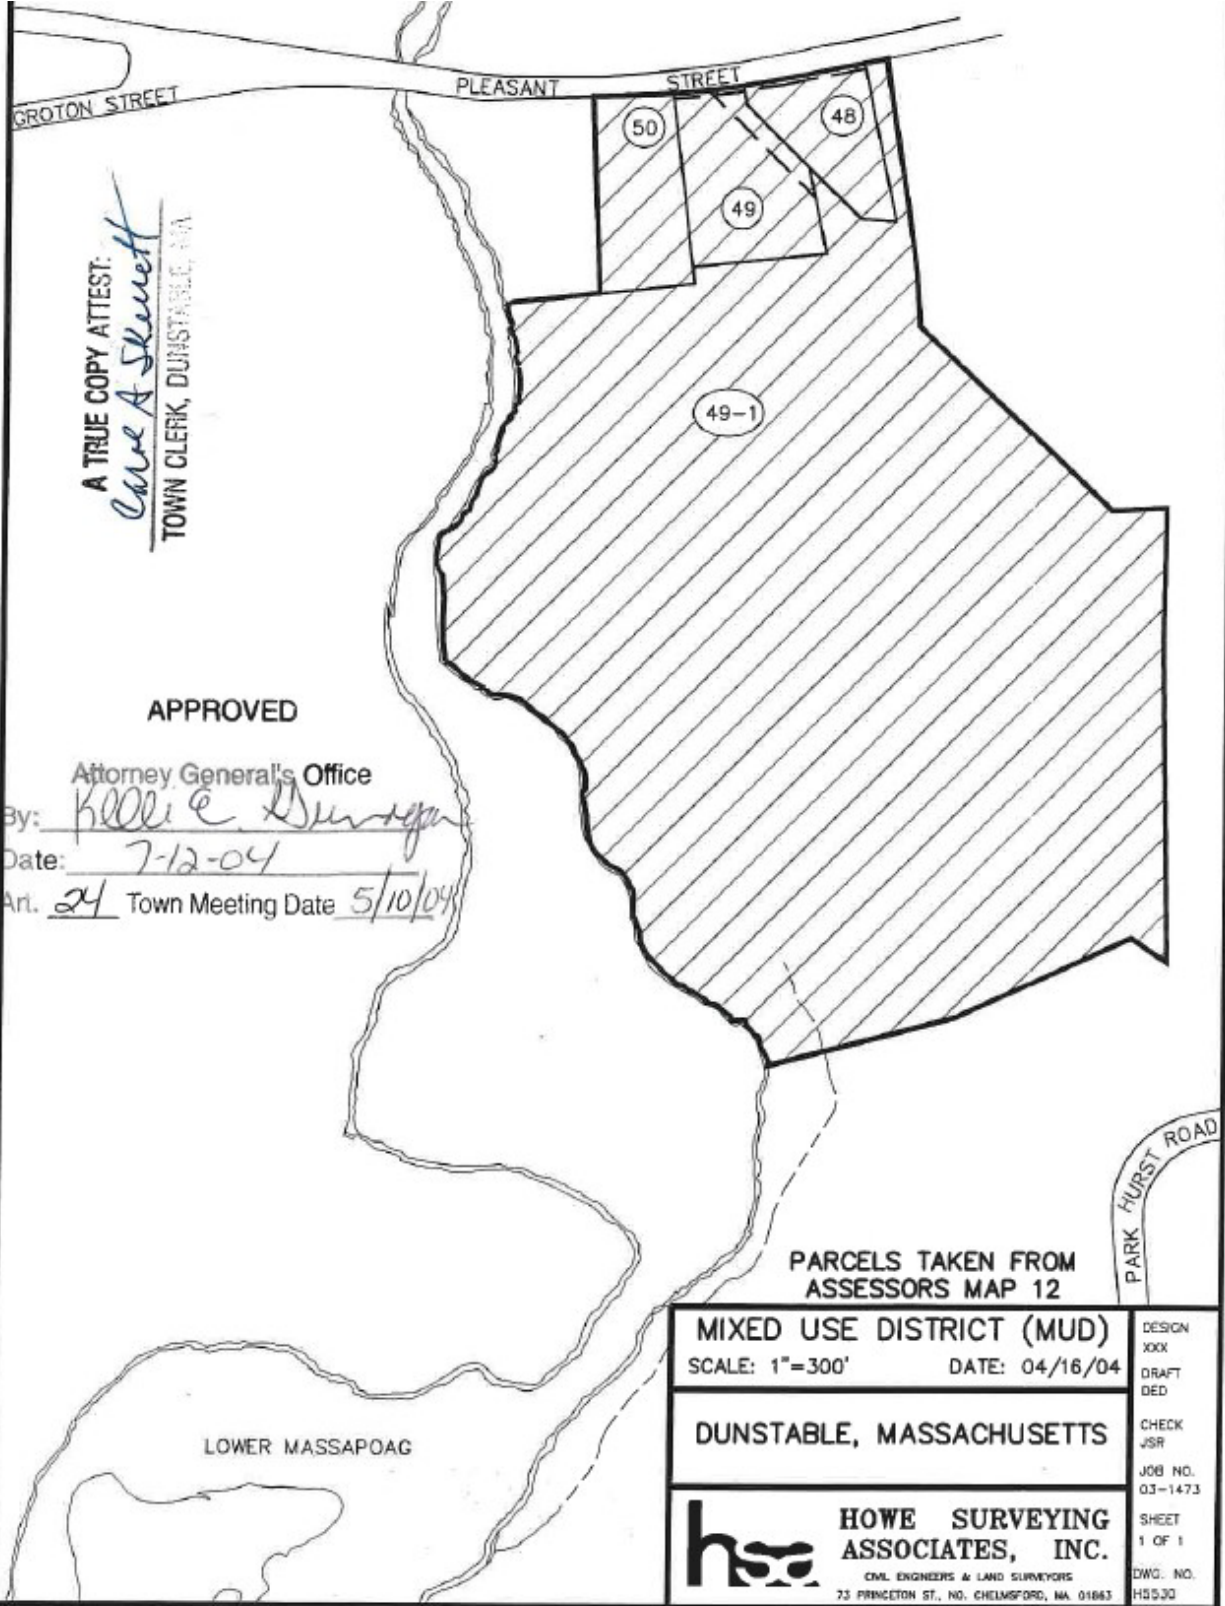 PLEASANT STREET
GROTON STREET
50
48
49
49-1
A TRUE COPY ATTEST:
TOWN CLERK, DUNSTABLE, MA
APPROVED
Attorney General's Office
By: Kelli E.
Date: 7-12-04
Art. 24 Town Meeting Date 5/10/04
PARK HURST ROAD
PARCELS TAKEN FROM
ASSESSORS MAP 12
MIXED USE DISTRICT (MUD)
SCALE: 1"=300' DATE: 04/16/04
DUNSTABLE, MASSACHUSETTS
LOWER MASSAPOAG
hsa
HOWE SURVEYING
ASSOCIATES, INC.
CIVIL ENGINEERS & LAND SURVEYORS
73 PRINCETON ST., NO. CHELMSFORD, MA. 01863
DESIGN
XXX
DRAFT
DED
CHECK
JSR
JOB NO.
03-1473
SHEET
1 OF 1
DWG. NO.
H5530